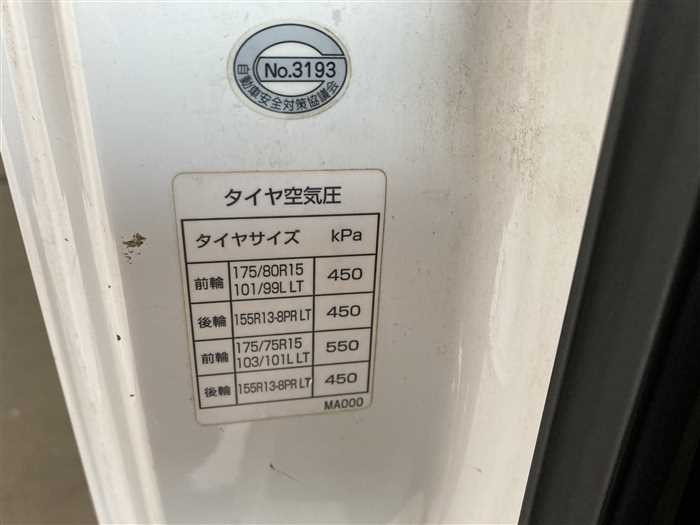 No.3193
自動車安全対策協議会
タイヤ空気圧
タイヤサイズ kPa
前輪 175/80R15 101/99L LT 450
後輪 155R13-8PR LT 450
前輪 175/75R15 103/101L LT 550
後輪 155R13-8PR LT 450
MA000